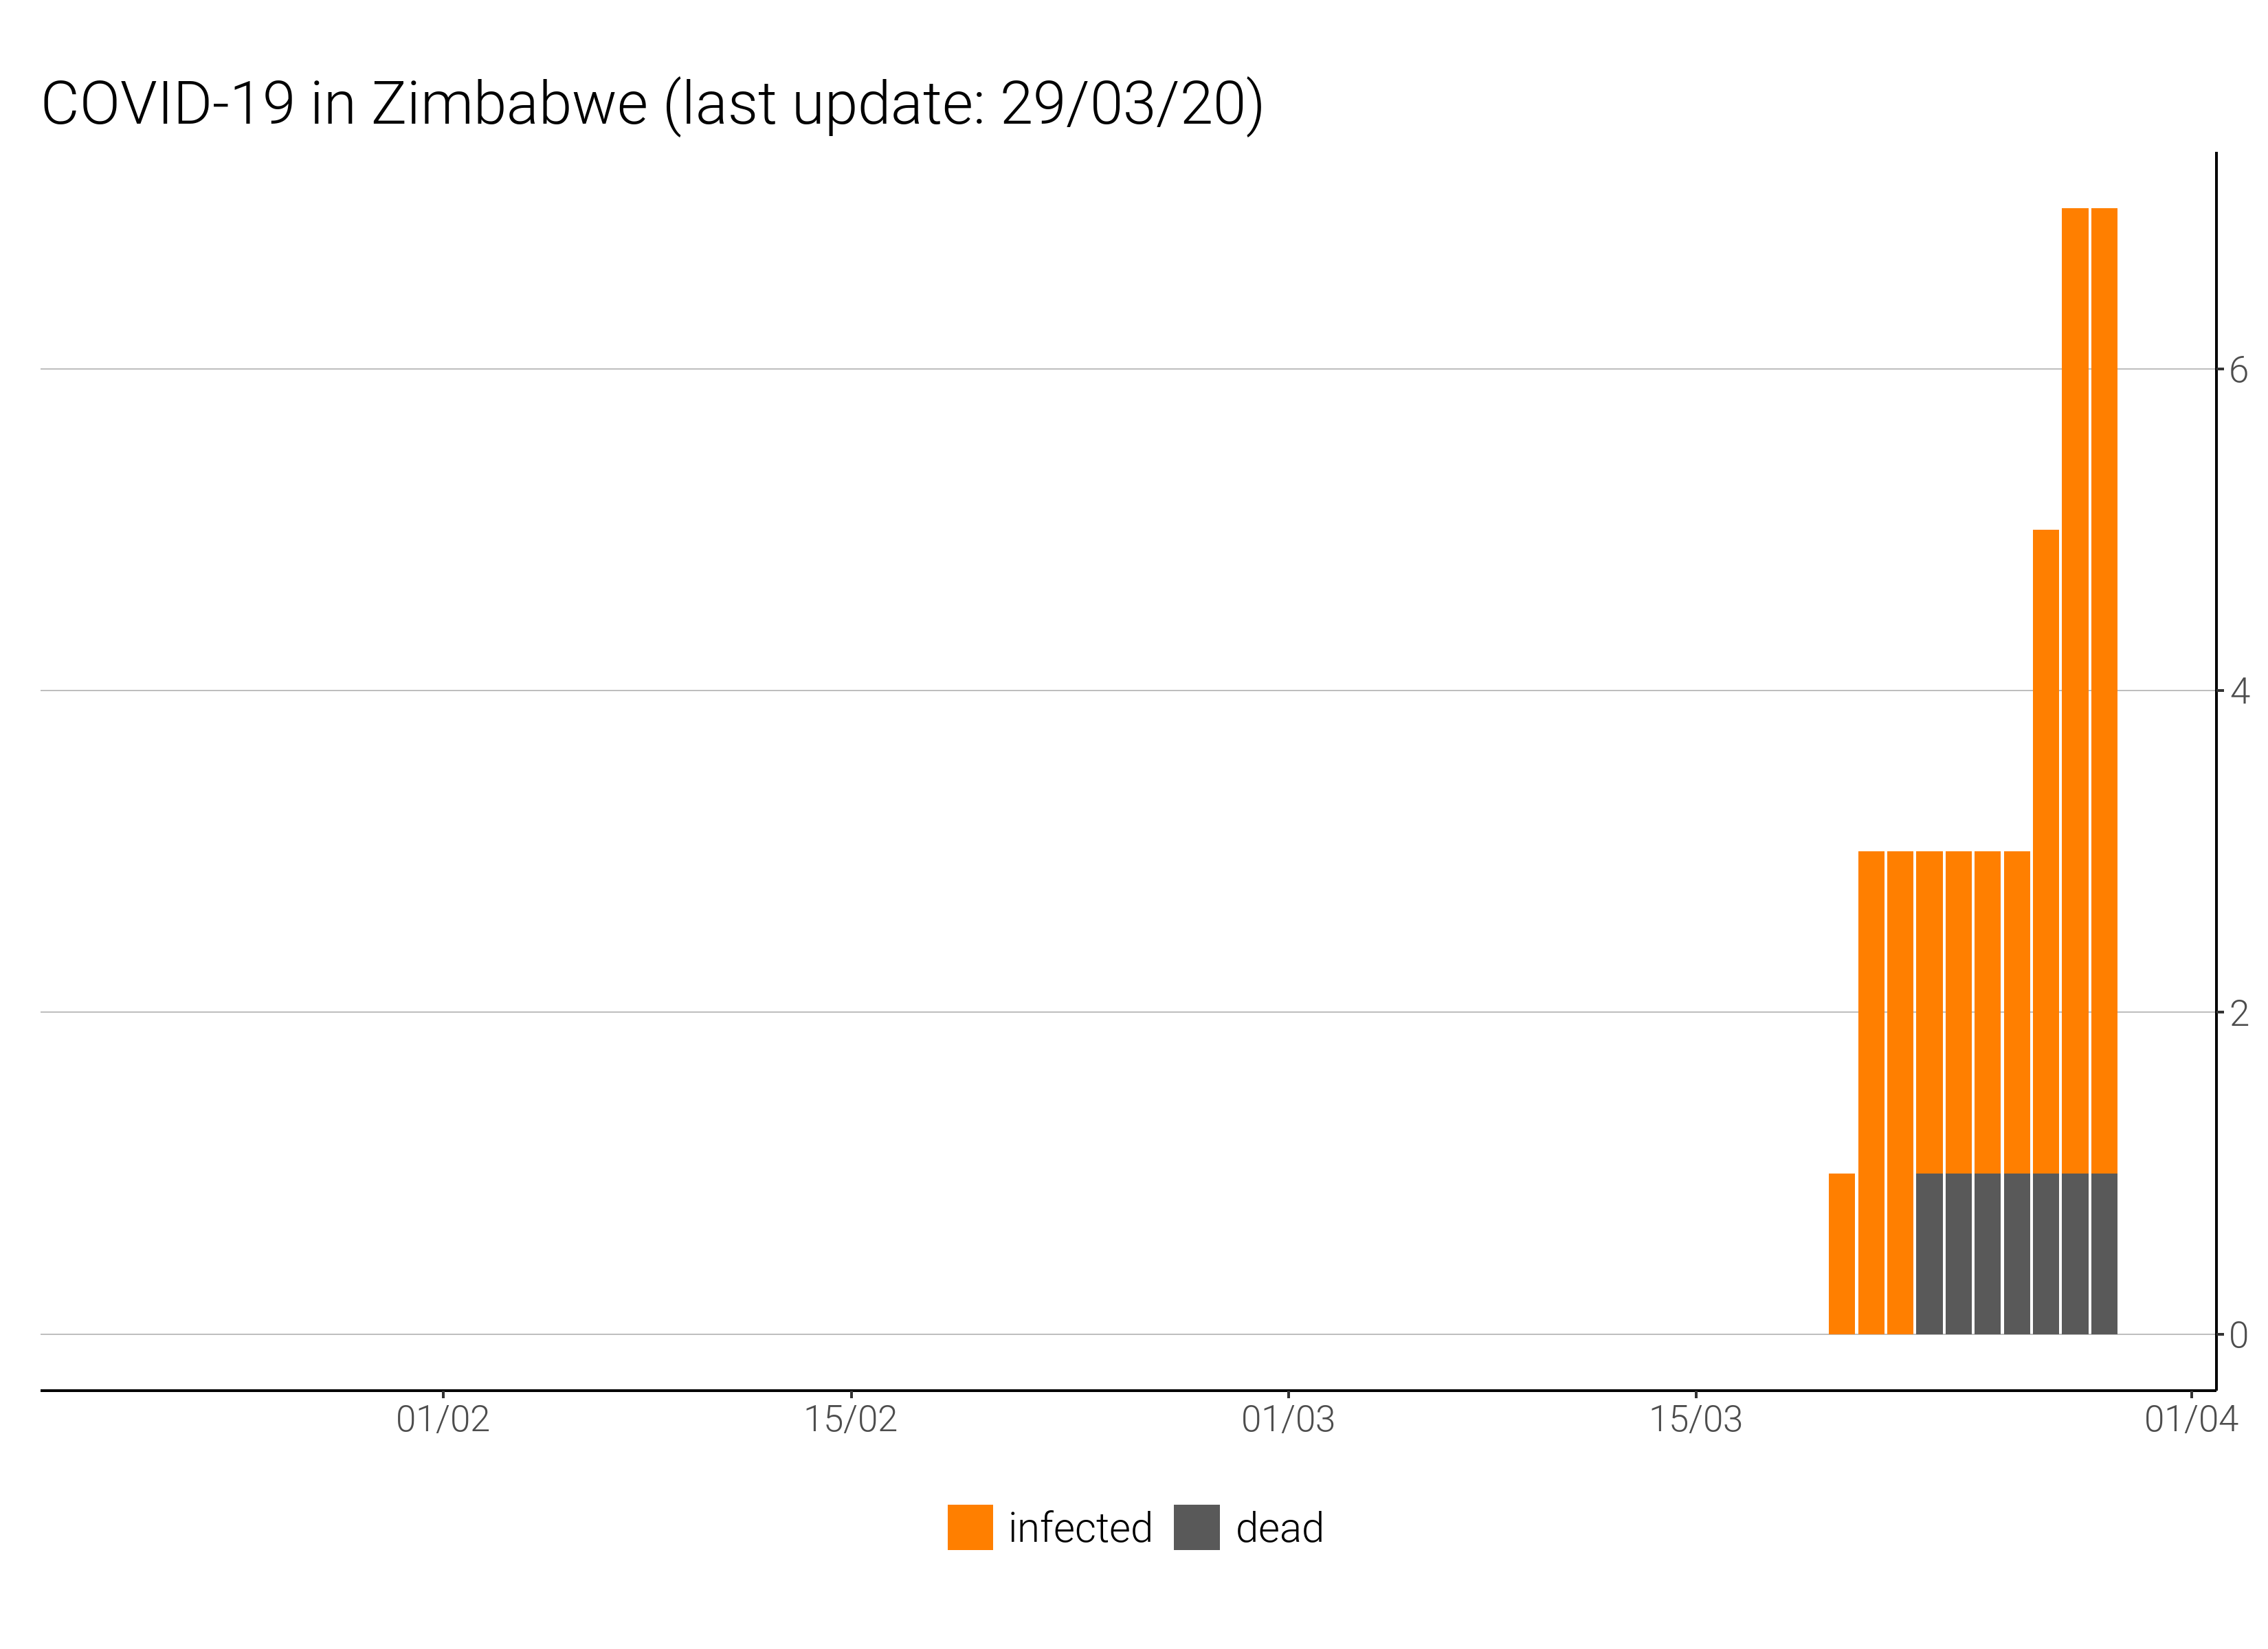 COVID-19 in Zimbabwe (last update: 29/03/20)
6
4
2
0
01/02 15/02 01/03 15/03 01/04
infected dead